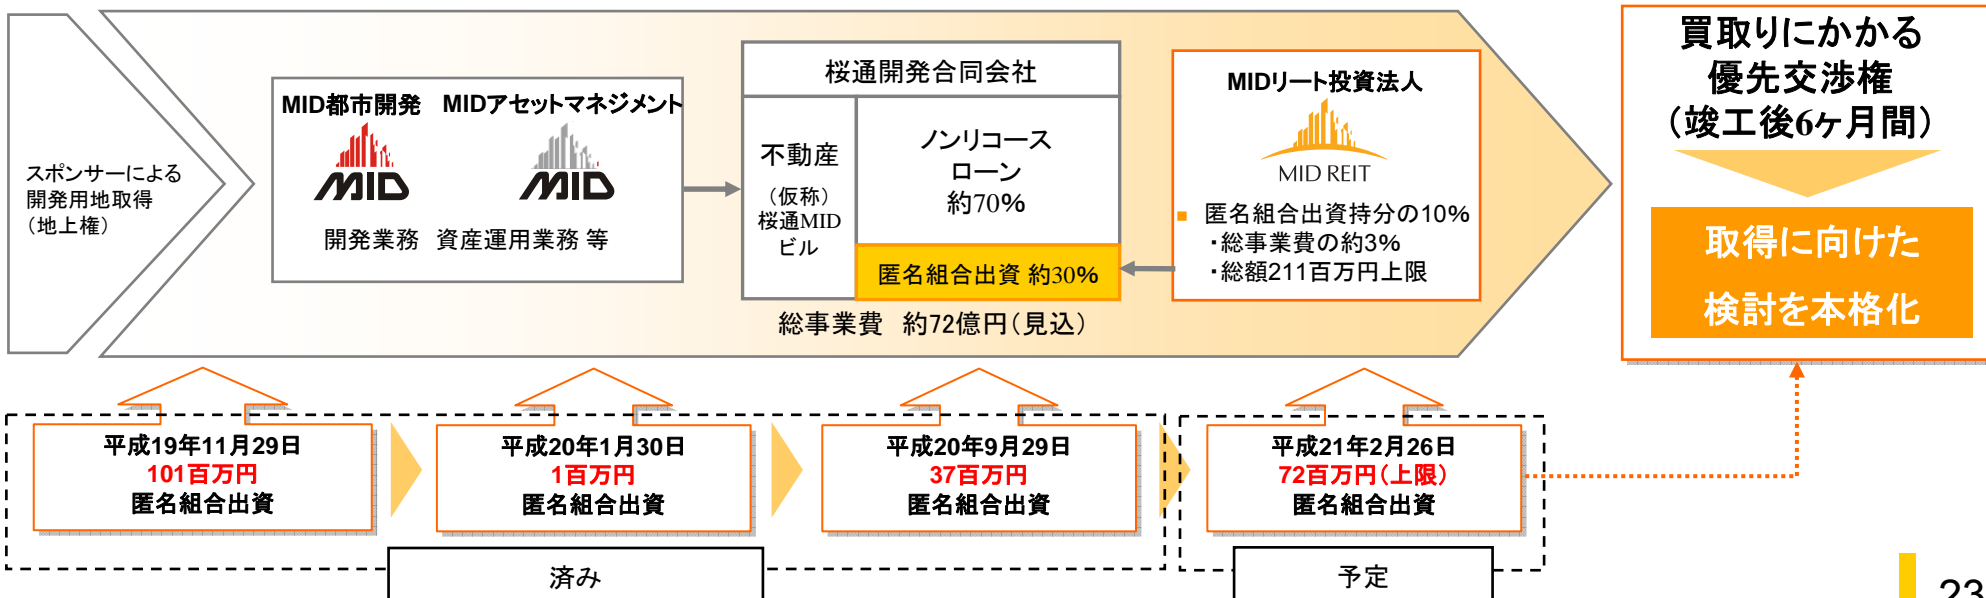 スポンサーによる
開発用地取得
(地上権)
MID都市開発 MIDアセットマネジメント
MID MID
開発業務 資産運用業務 等
桜通開発合同会社
不動産
(仮称)
桜通MID
ビル
ノンリコース
ローン
約70%
匿名組合出資 約30%
総事業費 約72億円(見込)
MIDリート投資法人
MID REIT
■ 匿名組合出資持分の10%
・総事業費の約3%
・総額211百万円上限
買取りにかかる
優先交渉権
(竣工後6ヶ月間)
取得に向けた
検討を本格化
平成19年11月29日
101百万円
匿名組合出資
平成20年1月30日
1百万円
匿名組合出資
平成20年9月29日
37百万円
匿名組合出資
平成21年2月26日
72百万円(上限)
匿名組合出資
済み
予定
23